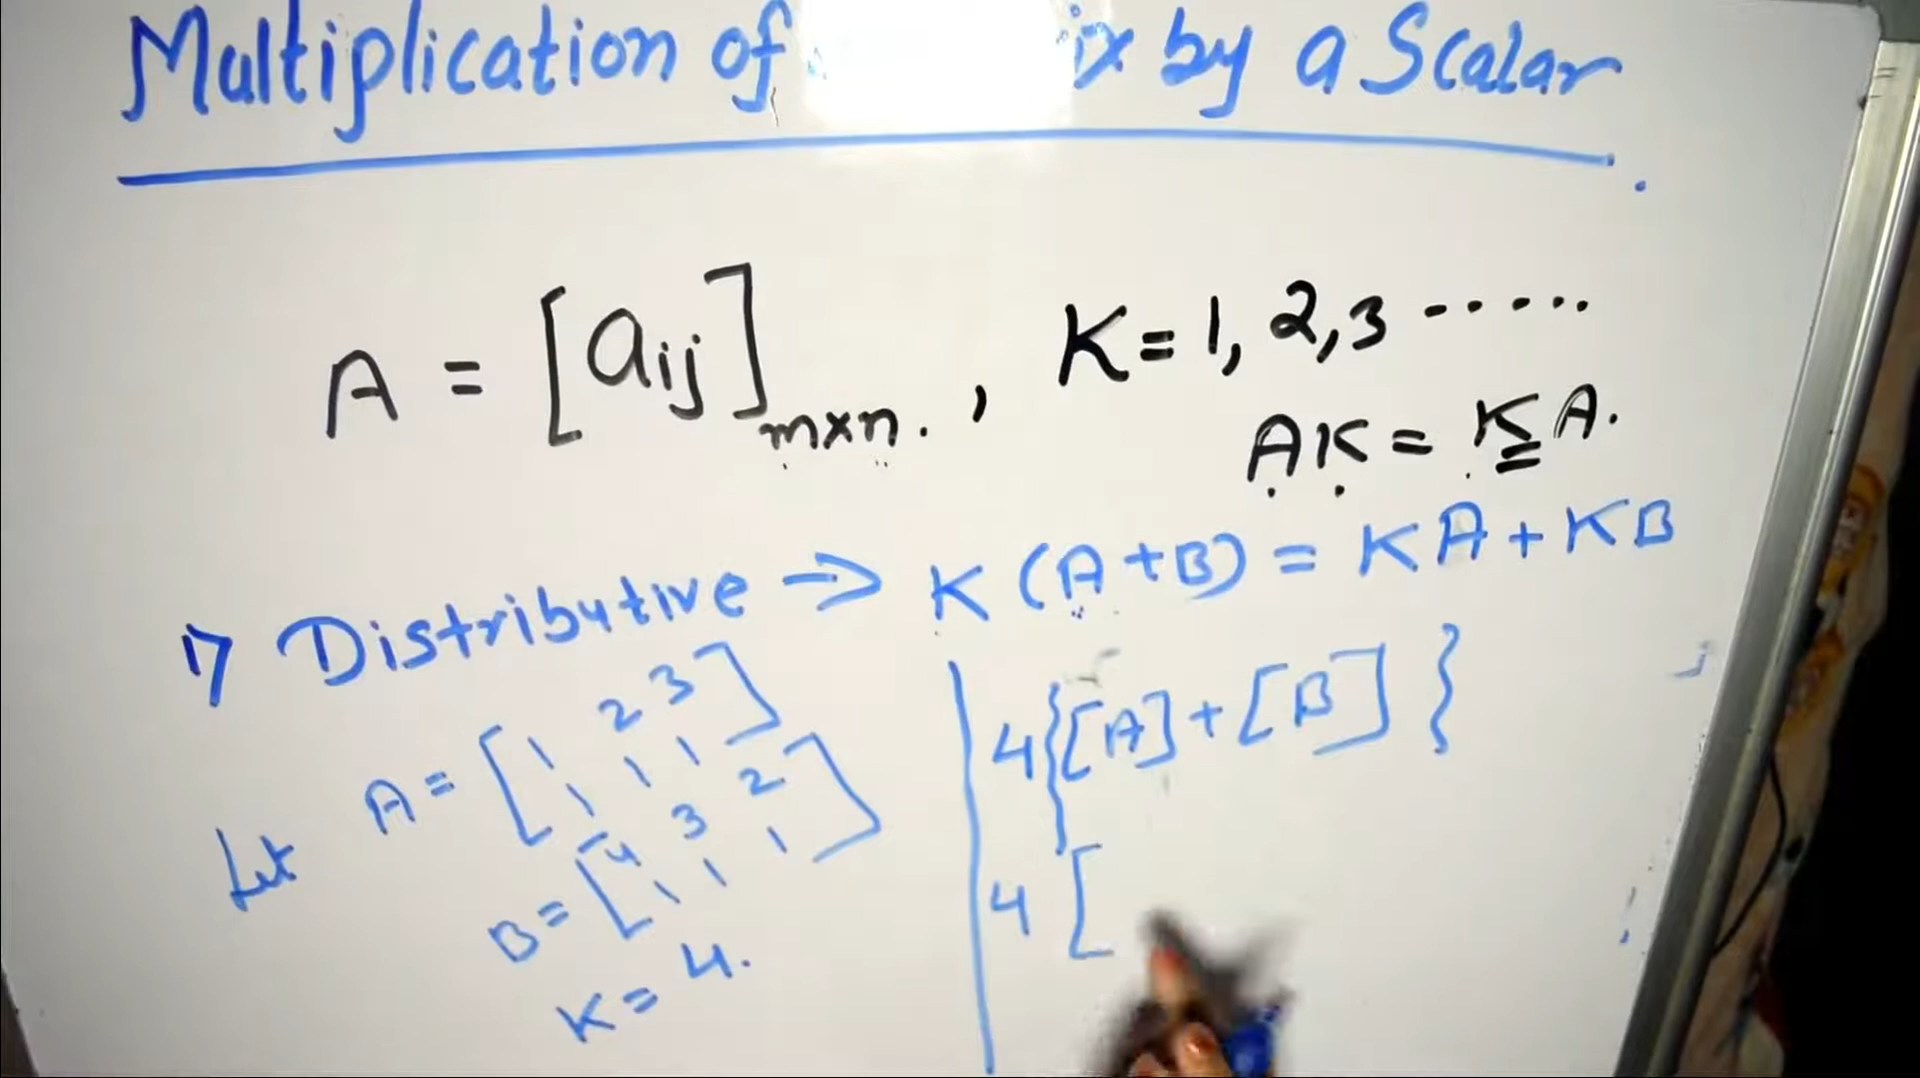 Multiplication of ix by a Scalar
A = [aij]m×n. , K = 1, 2, 3 ......
AK = KA.
1) Distributive → K (A + B) = KA + KB
Let A = [1 2 3
1 1 1]
B = [4 3 2
1 1 1]
K = 4.
4{[A] + [B]}
4 [